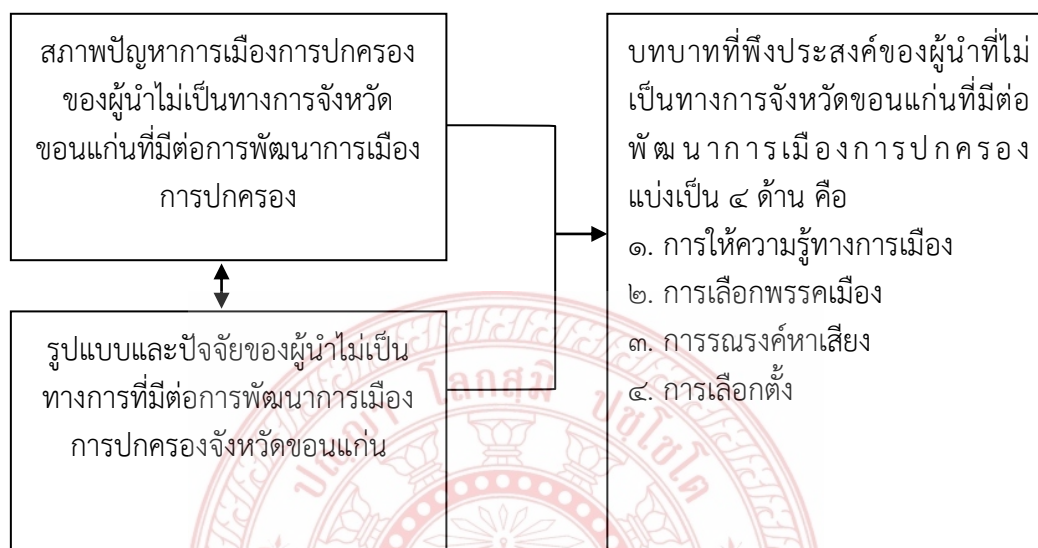 สภาพปัญหาการเมืองการปกครอง
ของผู้นำไม่เป็นทางการจังหวัด
ขอนแก่นที่มีต่อการพัฒนาการเมือง
การปกครอง
รูปแบบและปัจจัยของผู้นำไม่เป็น
ทางการที่มีต่อการพัฒนาการเมือง
การปกครองจังหวัดขอนแก่น
บทบาทที่พึงประสงค์ของผู้นำที่ไม่
เป็นทางการจังหวัดขอนแก่นที่มีต่อ
พัฒนาการเมืองการปกครอง
แบ่งเป็น ๔ ด้าน คือ
๑. การให้ความรู้ทางการเมือง
๒. การเลือกพรรคเมือง
๓. การรณรงค์หาเสียง
๔. การเลือกตั้ง
ปญฺญา โลกสฺมิ ปชฺโชโต